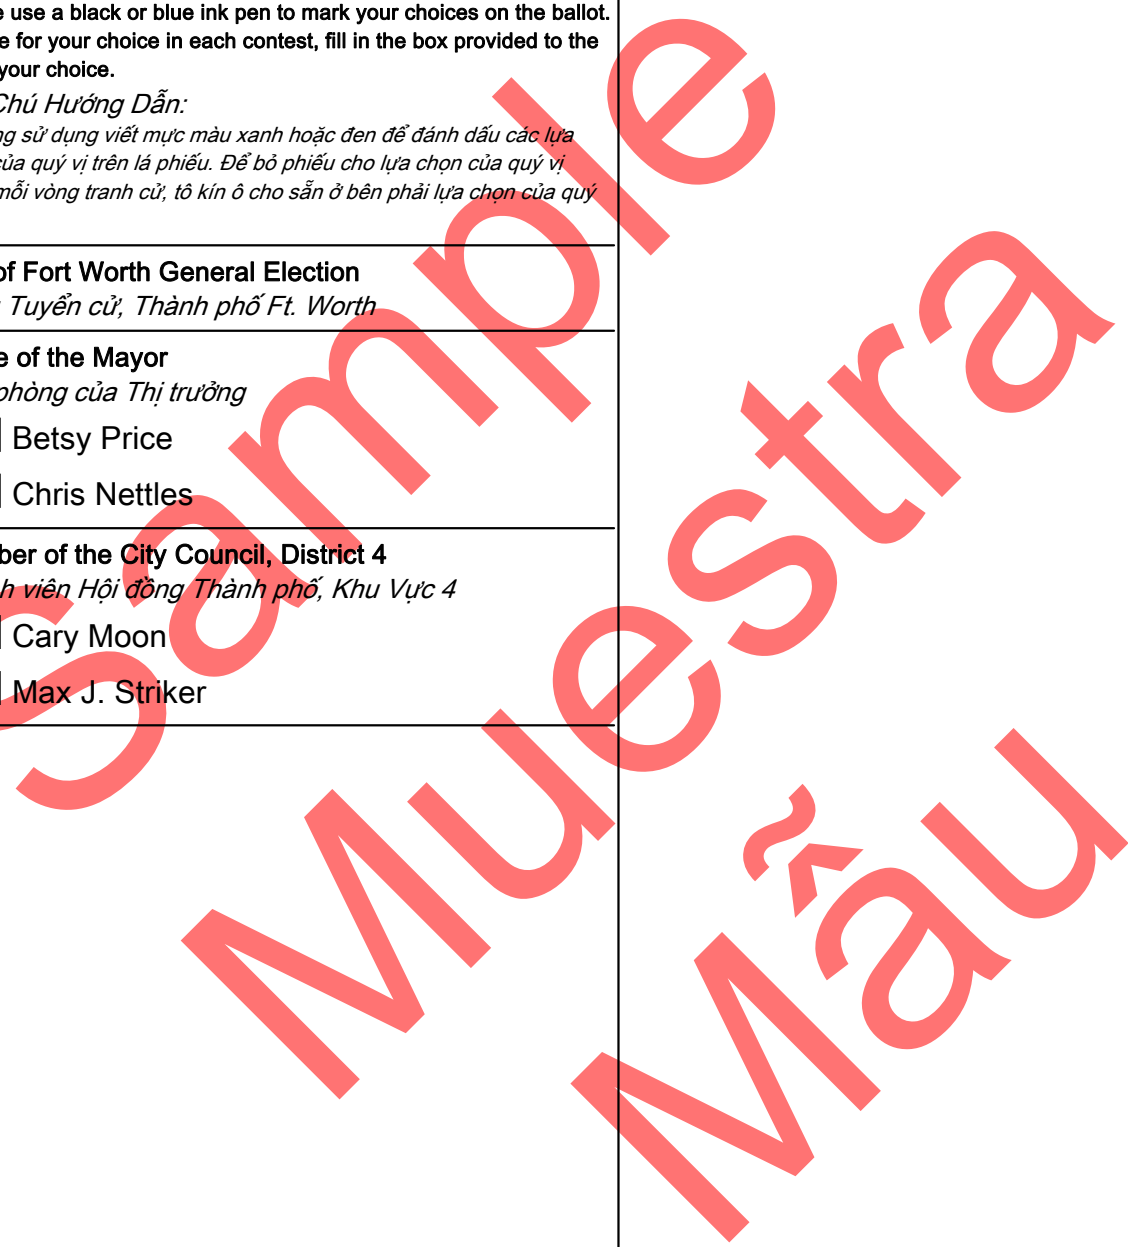 e use a black or blue ink pen to mark your choices on the ballot.
e for your choice in each contest, fill in the box provided to the
your choice.
Chú Hướng Dẫn:
ng sử dụng viết mực màu xanh hoặc đen để đánh dấu các lựa
của quý vị trên lá phiếu. Để bỏ phiếu cho lựa chọn của quý vị
mỗi vòng tranh cử, tô kín ô cho sẵn ở bên phải lựa chọn của quý
of Fort Worth General Election
Tuyển cử, Thành phố Ft. Worth
e of the Mayor
phòng của Thị trưởng
Betsy Price
Chris Nettles
ber of the City Council, District 4
h viên Hội đồng Thành phố, Khu Vực 4
Cary Moon
Max J. Striker
Sample
Muestra
Mẫu